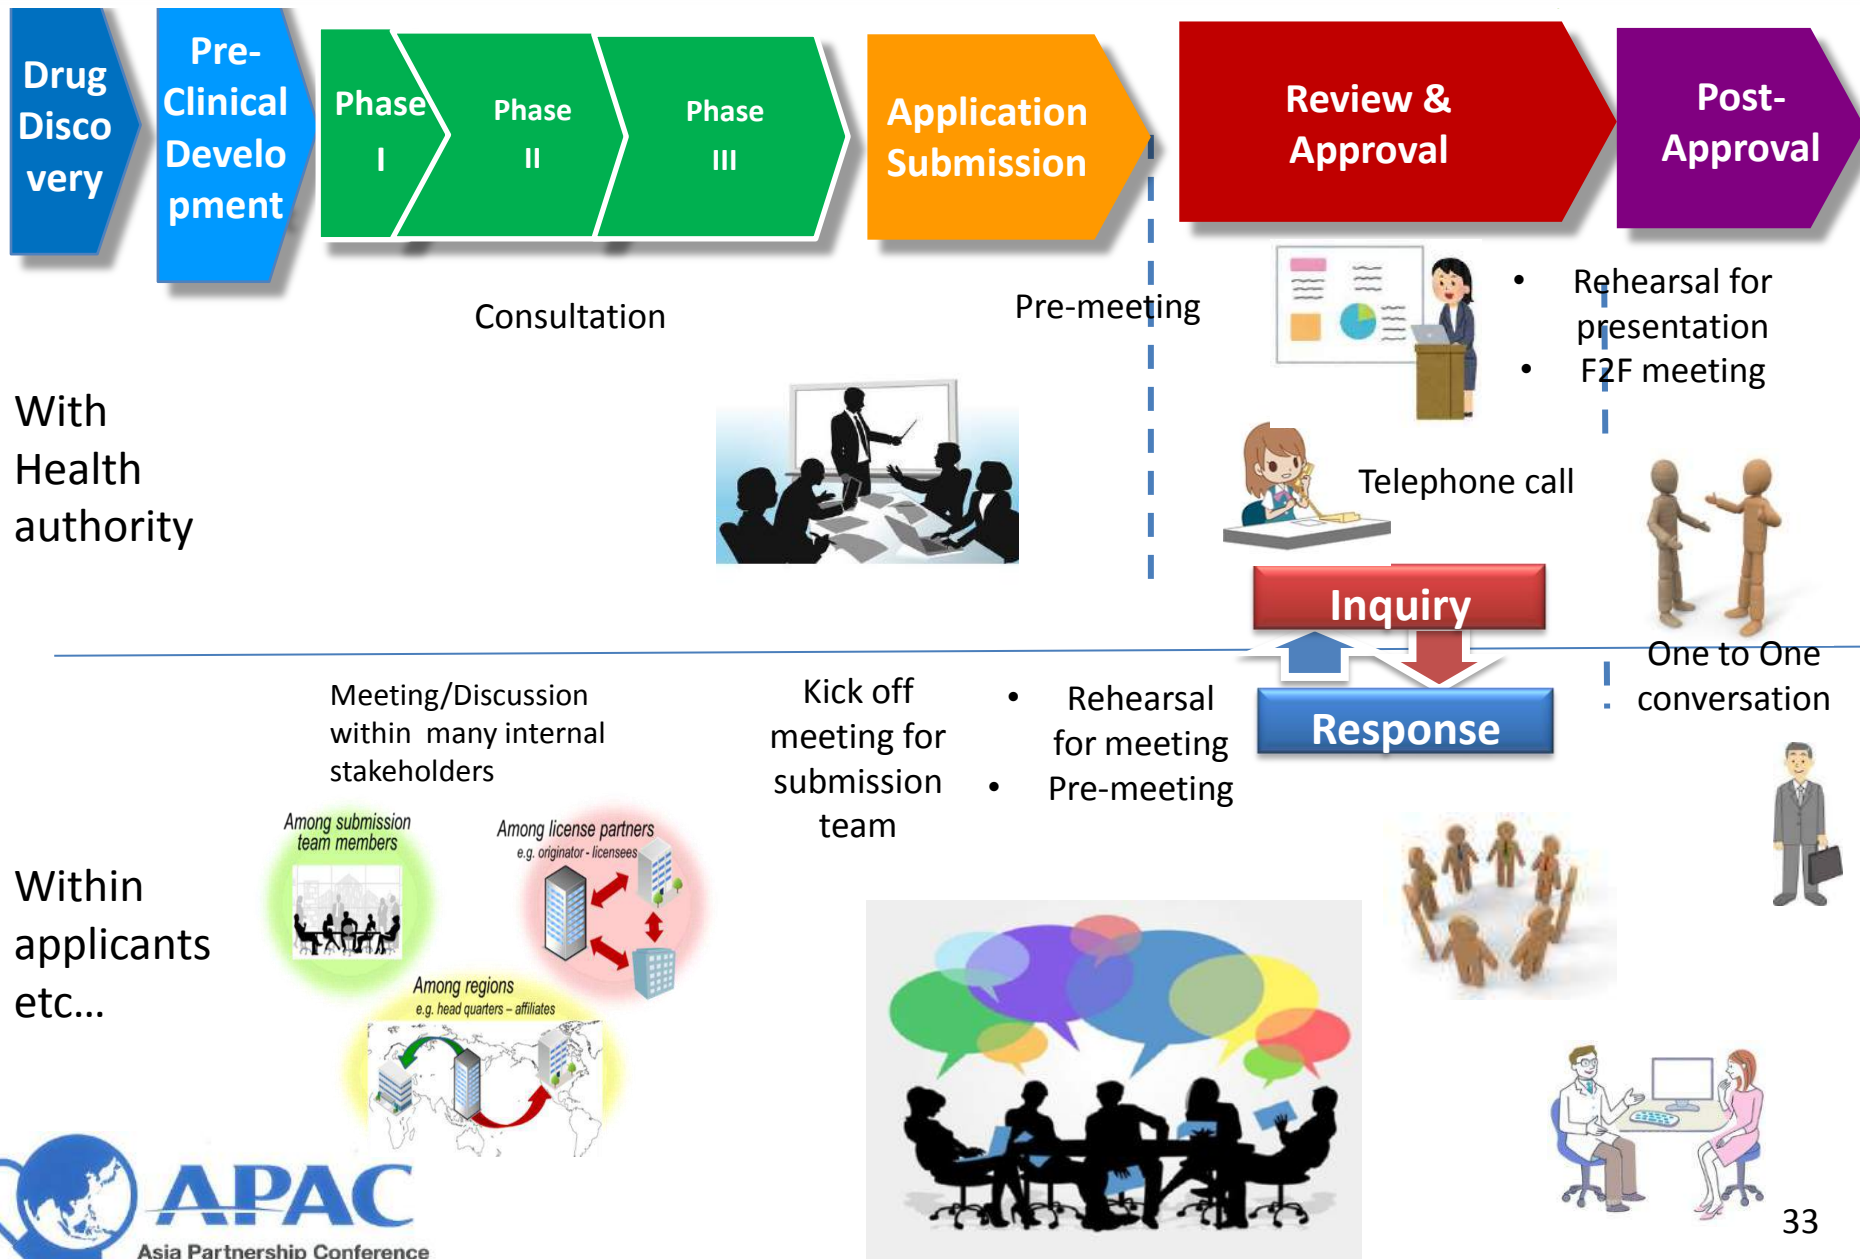 Drug
Disco
very
Pre-
Clinical
Develo
pment
Phase
I
Phase
II
Phase
III
Application
Submission
Review &
Approval
Post-
Approval
Consultation
Pre-meeting
• Rehearsal for
presentation
• F2F meeting
With
Health
authority
Telephone call
Inquiry
One to One
conversation
Meeting/Discussion
within many internal
stakeholders
Kick off
meeting for
submission
team
• Rehearsal
for meeting
• Pre-meeting
Response
Within
applicants
etc...
Among submission
team members
Among license partners
e.g. originator - licensees
Among regions
e.g. head quarters – affiliates
APAC
Asia Partnership Conference
33